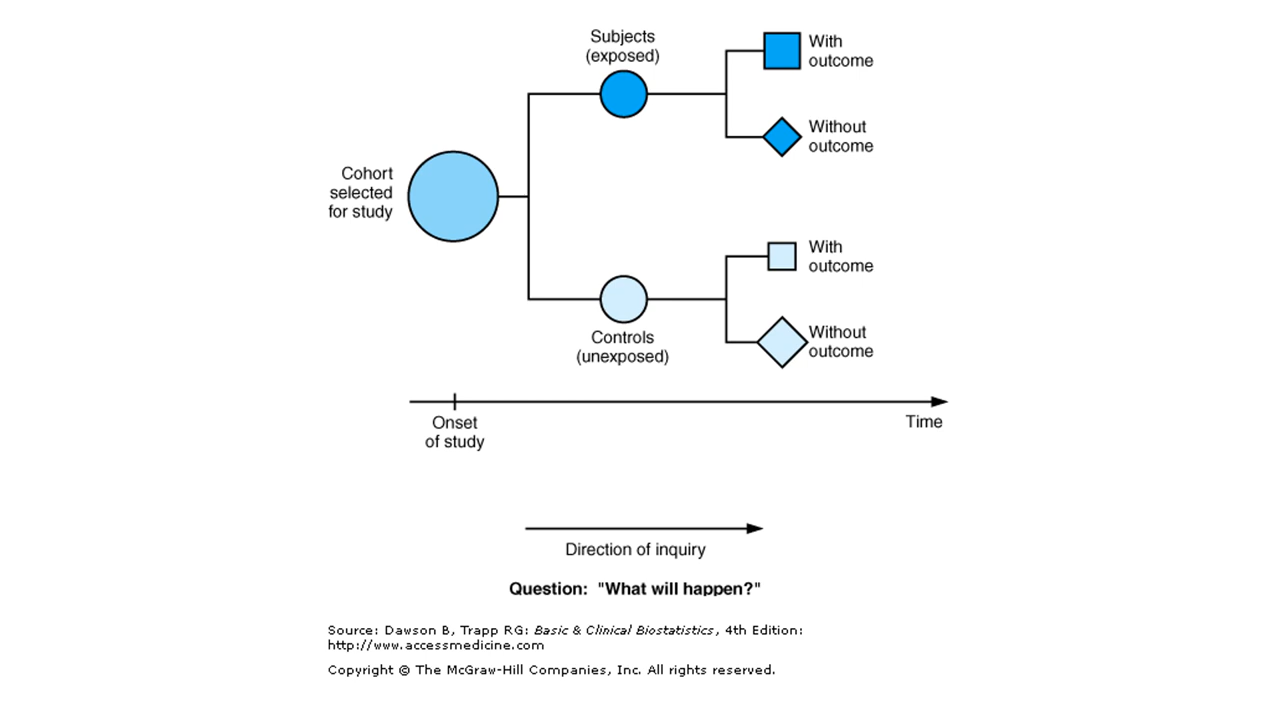 Subjects
(exposed)
With
outcome
Without
outcome
Cohort
selected
for study
With
outcome
Without
outcome
Controls
(unexposed)
Onset
of study
Time
Direction of inquiry
Question:  "What will happen?"
Source: Dawson B, Trapp RG: Basic & Clinical Biostatistics, 4th Edition:
http://www.accessmedicine.com
Copyright © The McGraw-Hill Companies, Inc. All rights reserved.